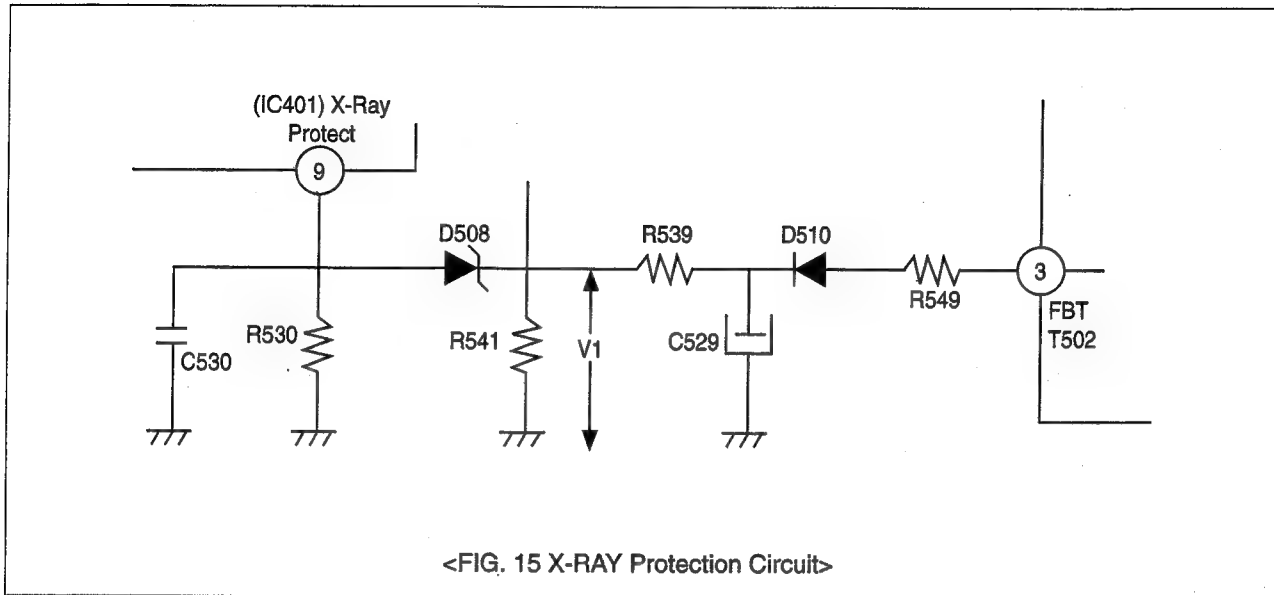 (IC401) X-Ray
Protect
9
D508
R539
D510
R549
3
FBT
T502
C530
R530
R541
V1
C529
<FIG. 15 X-RAY Protection Circuit>